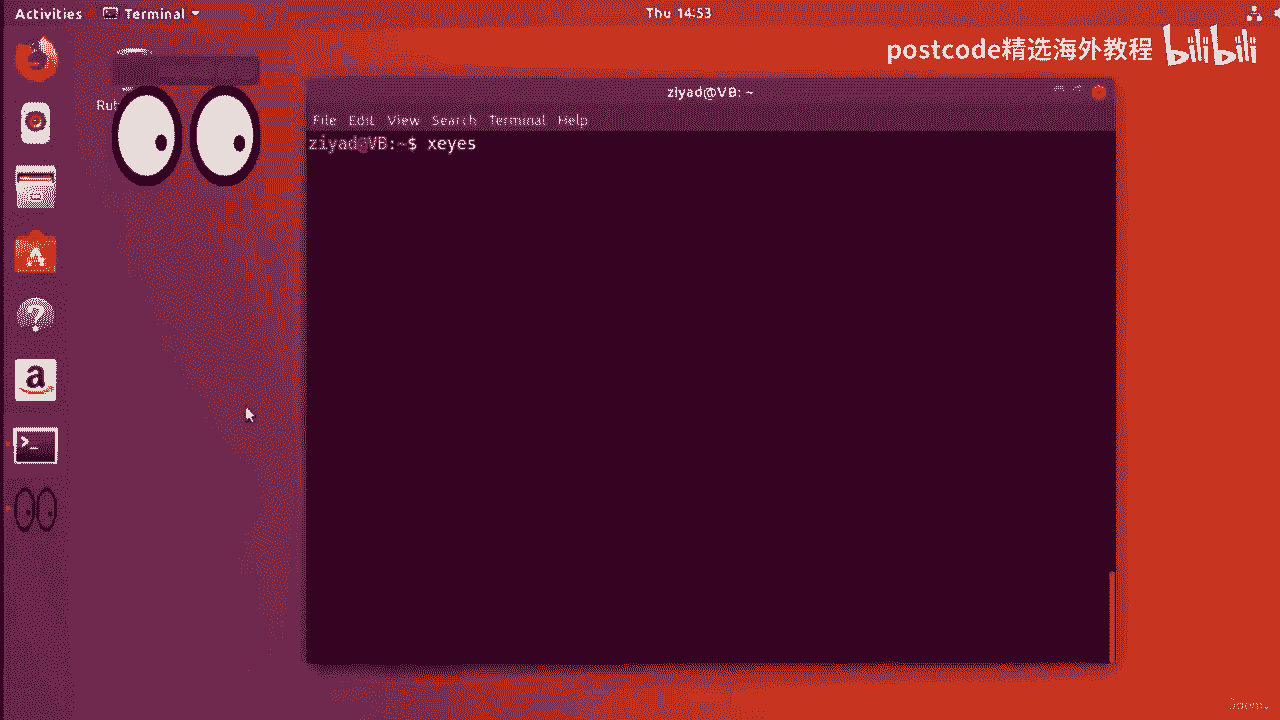 Activities Terminal Thu 14:53
postcode精选海外教程 bilibili
ziyad@VB: ~
File Edit View Search Terminal Help
ziyad@VB:~$ xeyes